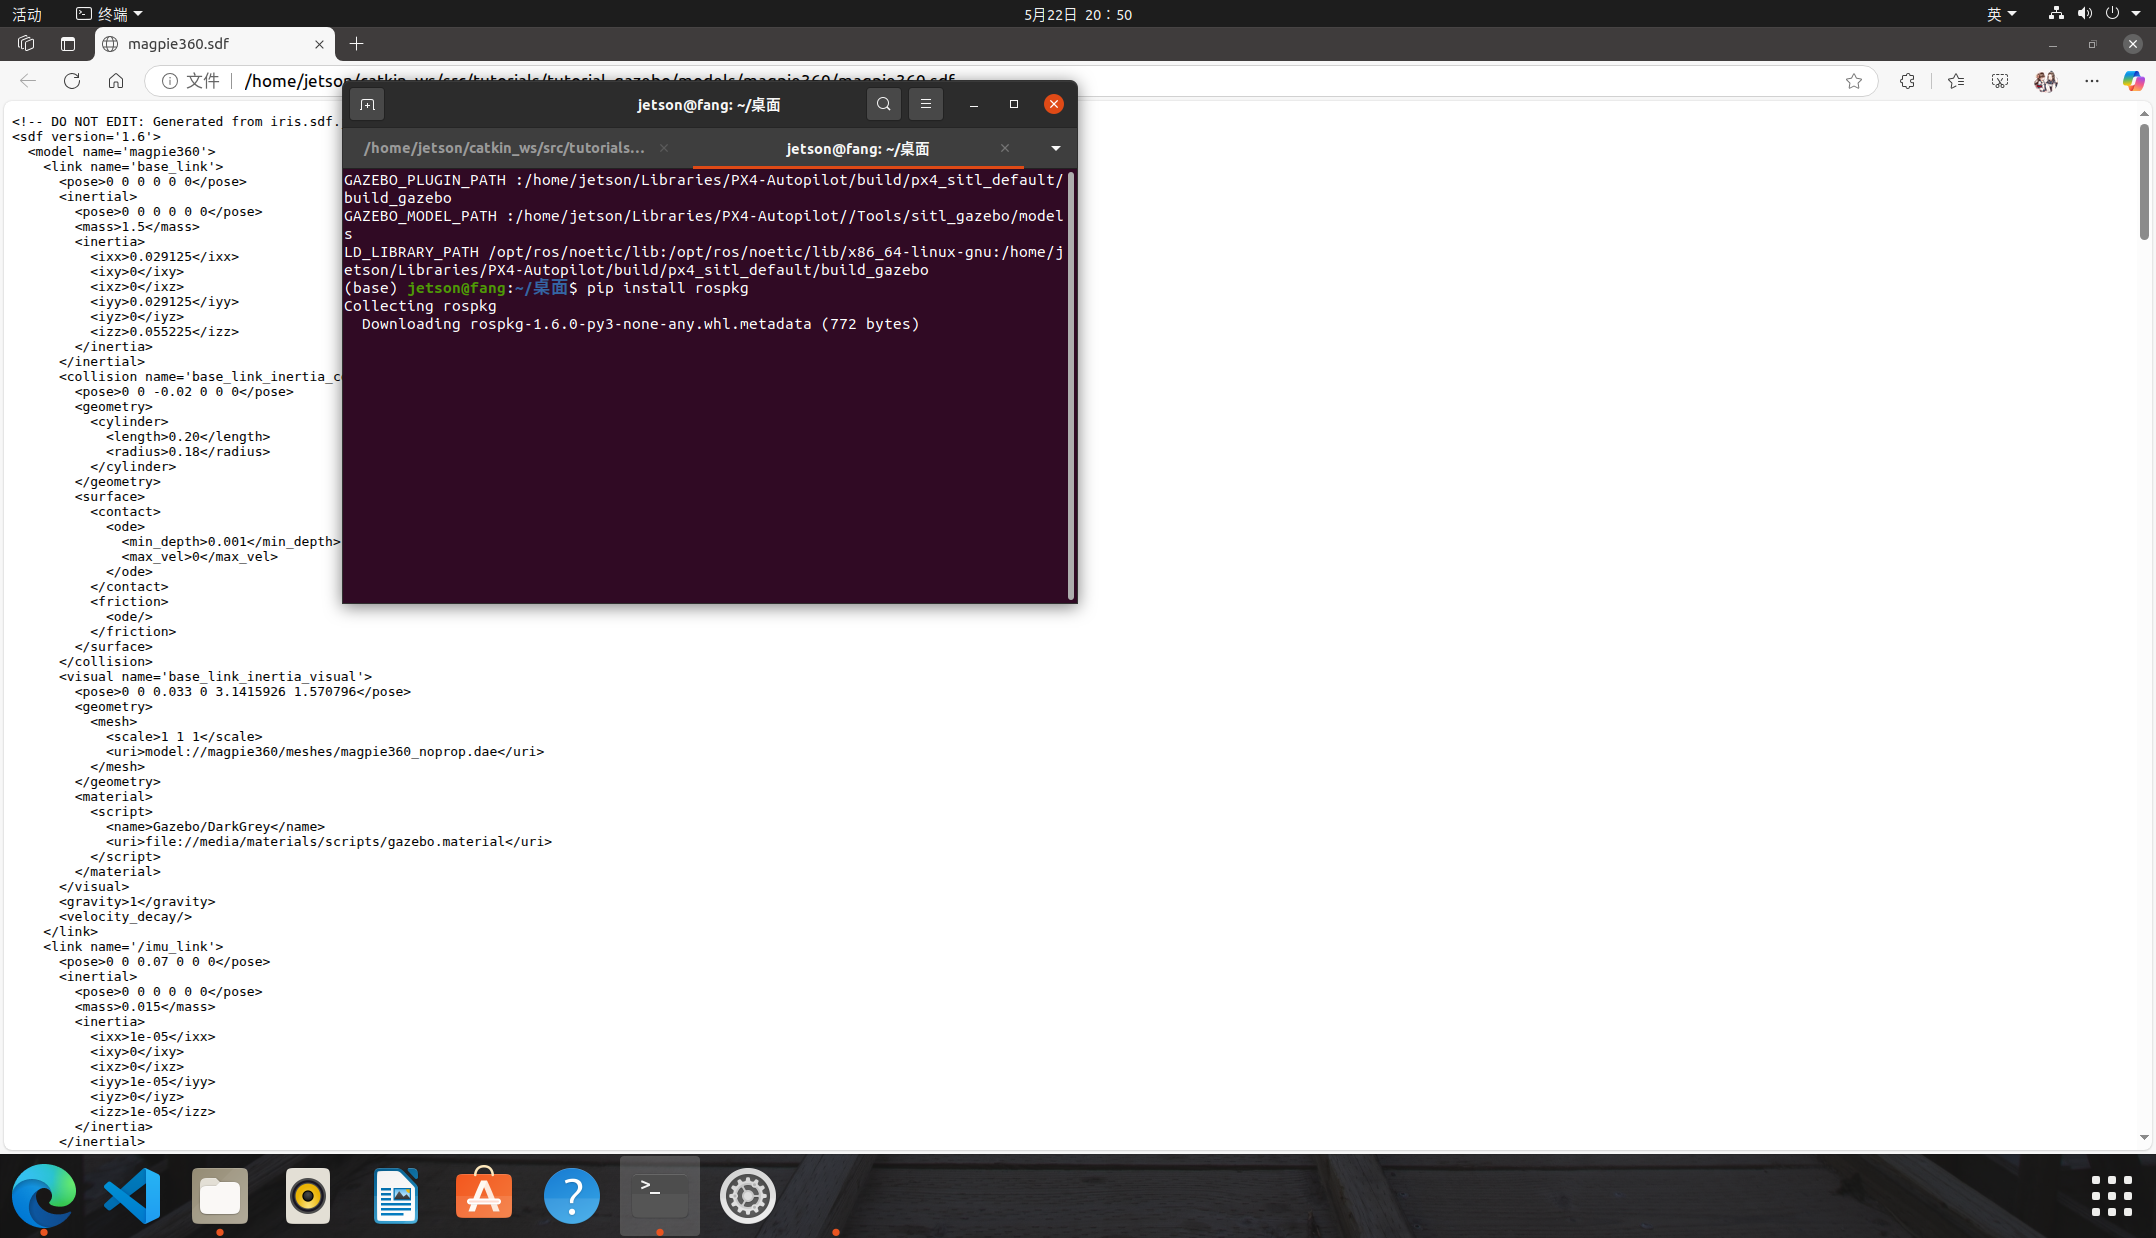 活动
终端
5月22日 20：50
英
magpie360.sdf
文件
/home/jetson/catkin_ws/src/tutorials/tutorial_gazebo/models/magpie360/magpie360.sdf
jetson@fang: ~/桌面
/home/jetson/catkin_ws/src/tutorials...
jetson@fang: ~/桌面
GAZEBO_PLUGIN_PATH :/home/jetson/Libraries/PX4-Autopilot/build/px4_sitl_default/
build_gazebo
GAZEBO_MODEL_PATH :/home/jetson/Libraries/PX4-Autopilot//Tools/sitl_gazebo/model
s
LD_LIBRARY_PATH /opt/ros/noetic/lib:/opt/ros/noetic/lib/x86_64-linux-gnu:/home/j
etson/Libraries/PX4-Autopilot/build/px4_sitl_default/build_gazebo
(base) jetson@fang:~/桌面$ pip install rospkg
Collecting rospkg
  Downloading rospkg-1.6.0-py3-none-any.whl.metadata (772 bytes)
<!-- DO NOT EDIT: Generated from iris.sdf.
<sdf version='1.6'>
  <model name='magpie360'>
    <link name='base_link'>
      <pose>0 0 0 0 0 0</pose>
      <inertial>
        <pose>0 0 0 0 0 0</pose>
        <mass>1.5</mass>
        <inertia>
          <ixx>0.029125</ixx>
          <ixy>0</ixy>
          <ixz>0</ixz>
          <iyy>0.029125</iyy>
          <iyz>0</iyz>
          <izz>0.055225</izz>
        </inertia>
      </inertial>
      <collision name='base_link_inertia_c
        <pose>0 0 -0.02 0 0 0</pose>
        <geometry>
          <cylinder>
            <length>0.20</length>
            <radius>0.18</radius>
          </cylinder>
        </geometry>
        <surface>
          <contact>
            <ode>
              <min_depth>0.001</min_depth>
              <max_vel>0</max_vel>
            </ode>
          </contact>
          <friction>
            <ode/>
          </friction>
        </surface>
      </collision>
      <visual name='base_link_inertia_visual'>
        <pose>0 0 0.033 0 3.1415926 1.570796</pose>
        <geometry>
          <mesh>
            <scale>1 1 1</scale>
            <uri>model://magpie360/meshes/magpie360_noprop.dae</uri>
          </mesh>
        </geometry>
        <material>
          <script>
            <name>Gazebo/DarkGrey</name>
            <uri>file://media/materials/scripts/gazebo.material</uri>
          </script>
        </material>
      </visual>
      <gravity>1</gravity>
      <velocity_decay/>
    </link>
    <link name='/imu_link'>
      <pose>0 0 0.07 0 0 0</pose>
      <inertial>
        <pose>0 0 0 0 0 0</pose>
        <mass>0.015</mass>
        <inertia>
          <ixx>1e-05</ixx>
          <ixy>0</ixy>
          <ixz>0</ixz>
          <iyy>1e-05</iyy>
          <iyz>0</iyz>
          <izz>1e-05</izz>
        </inertia>
      </inertial>